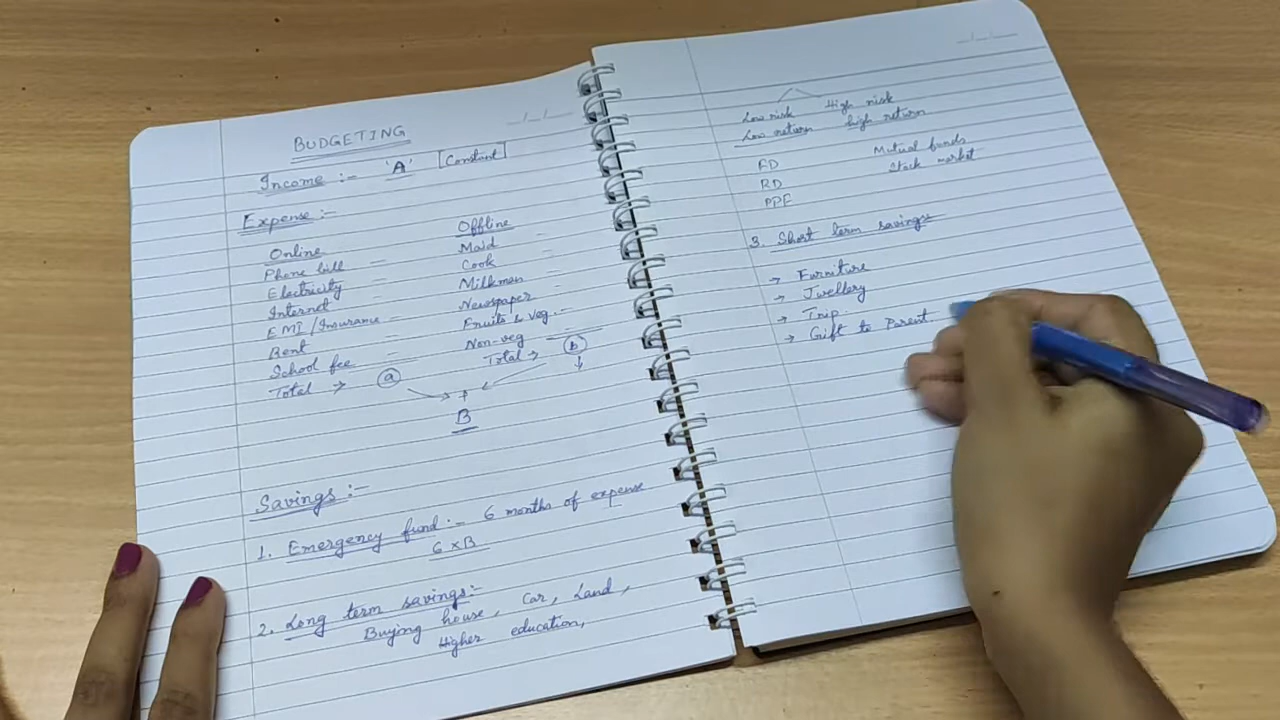 BUDGETING
Income :- 'A' Constant
Expense :-
Online Offline
Phone bill Maid
Electricity Cook
Internet Milkman
EMI / Insurance Newspaper
Rent Fruits & veg.
School fee Non-veg
Total → a Total → b
+
B
Savings :-
1. Emergency fund :- 6 months of expense
6 × B
2. Long term savings :-
Buying house, Car, Land,
Higher education,
Low risk High risk
Low return high return
FD Mutual funds
RD Stock market
PPF
3. Short term savings
→ Furniture
→ Jwellery
→ Trip
→ Gift to Parent